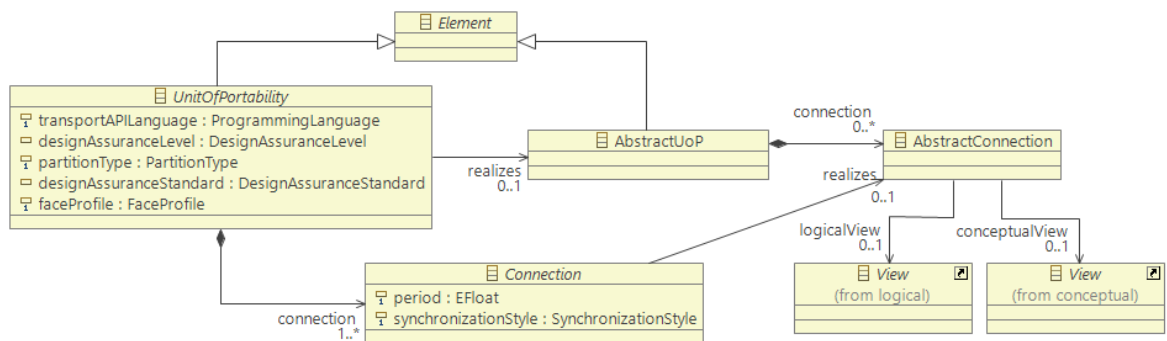 Element
UnitOfPortability
transportAPILanguage : ProgrammingLanguage
designAssuranceLevel : DesignAssuranceLevel
partitionType : PartitionType
designAssuranceStandard : DesignAssuranceStandard
faceProfile : FaceProfile
realizes
0..1
AbstractUoP
connection
0..*
AbstractConnection
realizes
0..1
logicalView
0..1
conceptualView
0..1
connection
1..*
Connection
period : EFloat
synchronizationStyle : SynchronizationStyle
View
(from logical)
View
(from conceptual)